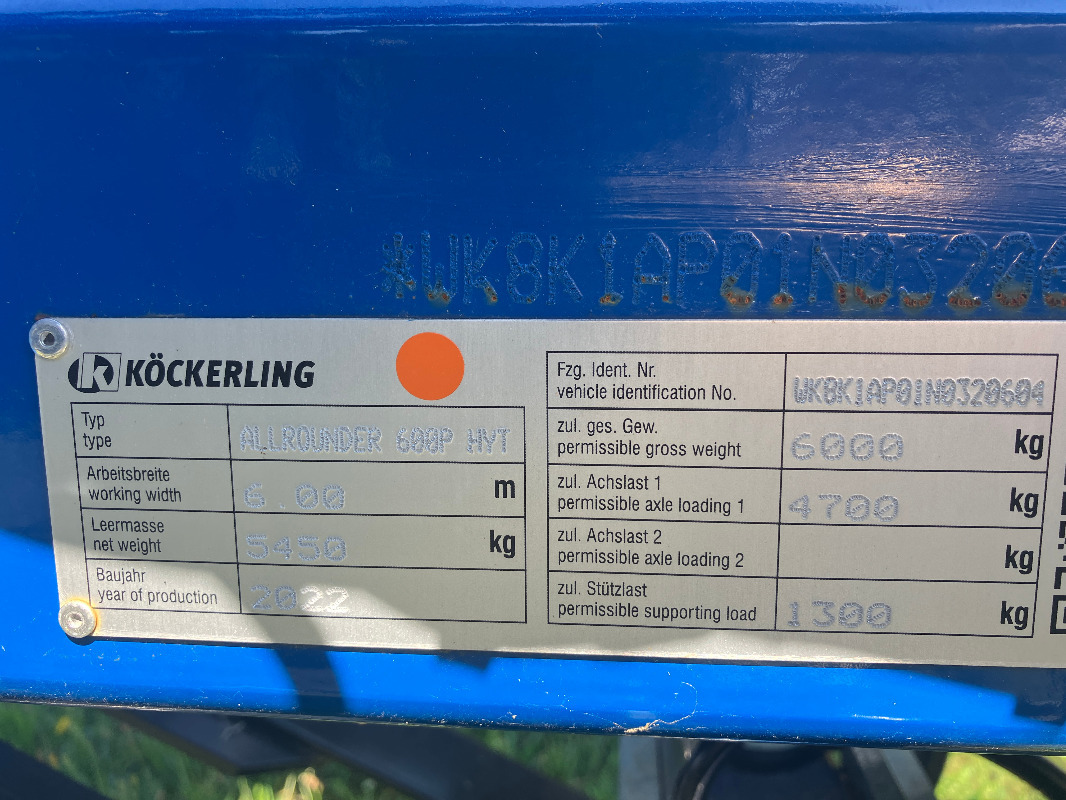 *WK8K1AP01N03206
KÖCKERLING
Typ
type
ALLROUNDER 600P HYT
Arbeitsbreite
working width
6.00 m
Leermasse
net weight
5450 kg
Baujahr
year of production
2022
Fzg. Ident. Nr.
vehicle identification No.
WK8K1AP01N0320604
zul. ges. Gew.
permissible gross weight
6000 kg
zul. Achslast 1
permissible axle loading 1
4700 kg
zul. Achslast 2
permissible axle loading 2
kg
zul. Stützlast
permissible supporting load
1300 kg